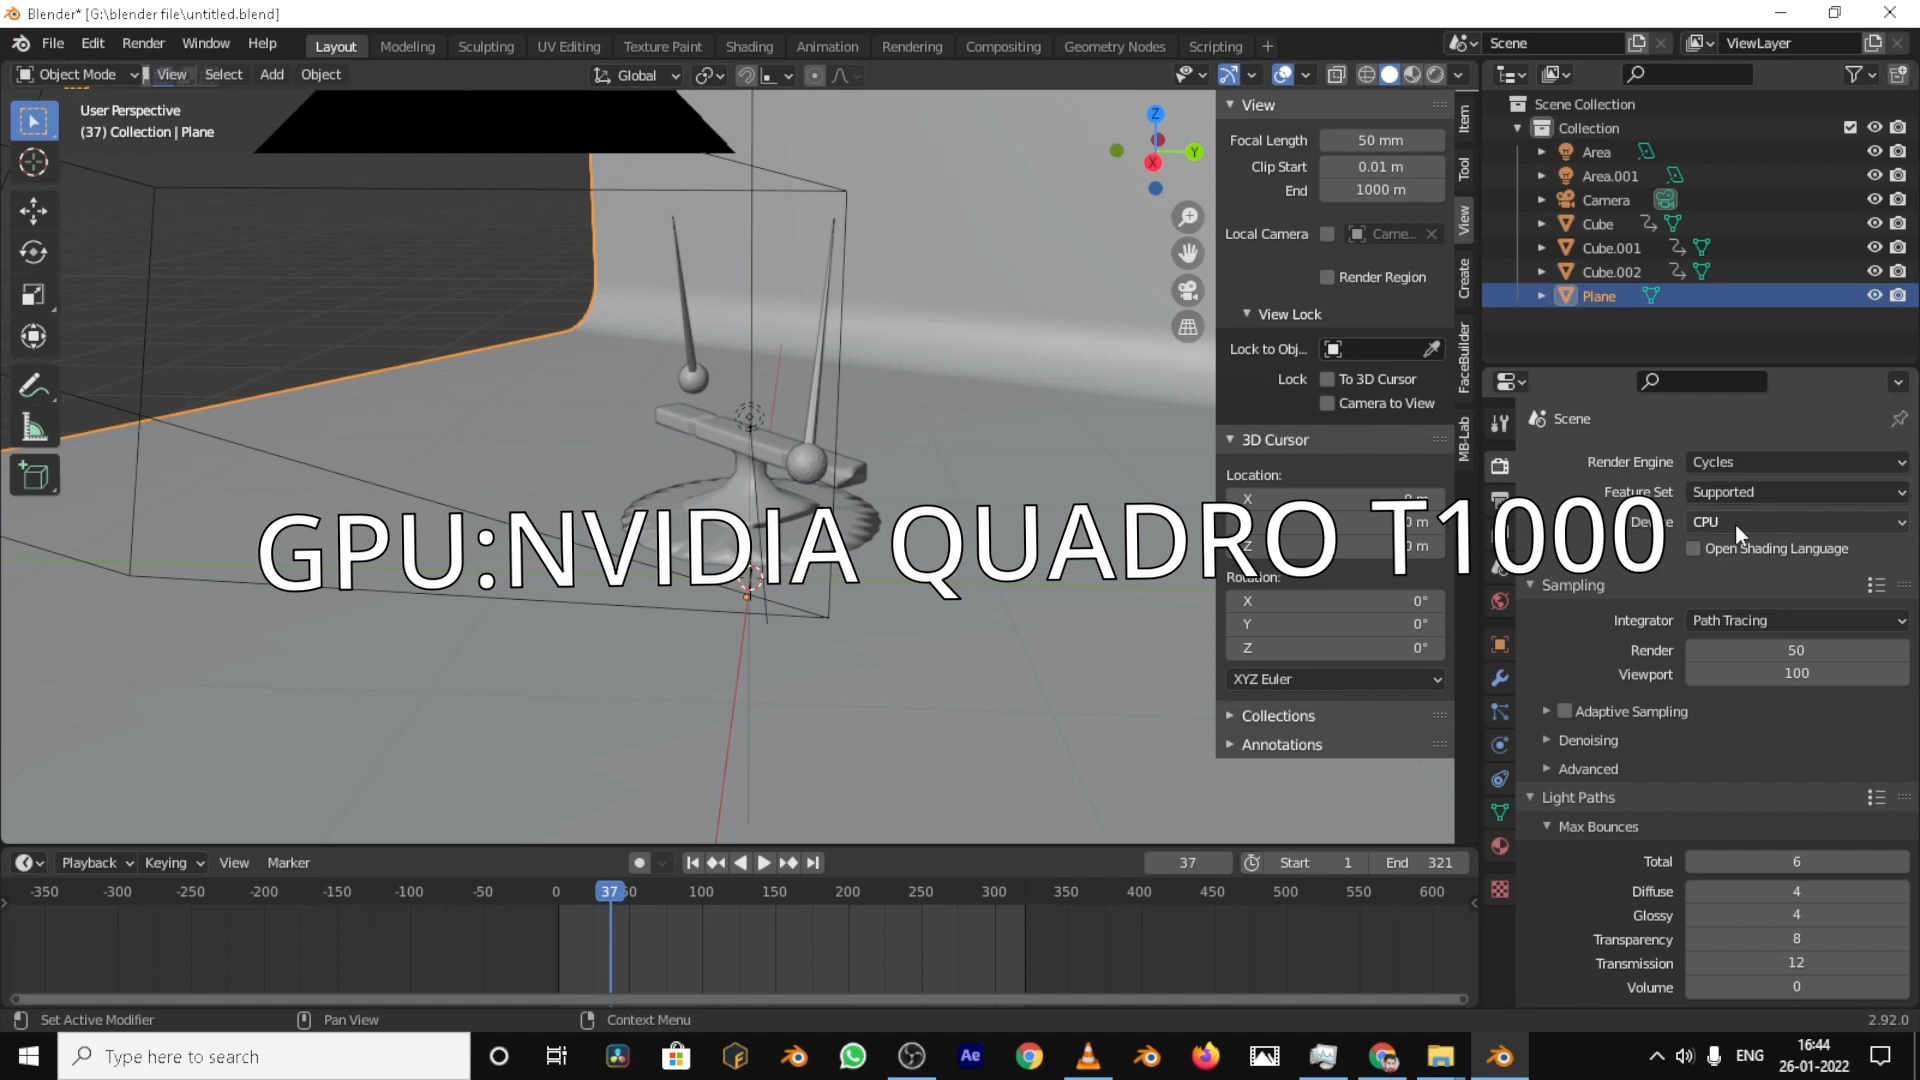 Blender* [G:\blender file\untitled.blend]
File Edit Render Window Help Layout Modeling Sculpting UV Editing Texture Paint Shading Animation Rendering Compositing Geometry Nodes Scripting + Scene ViewLayer
Object Mode View Select Add Object Global
User Perspective
(37) Collection | Plane
Z
Y
X
View
Focal Length 50 mm
Clip Start 0.01 m
End 1000 m
Local Camera Came...
Render Region
View Lock
Lock to Obj...
Lock To 3D Cursor
Camera to View
3D Cursor
Location:
X 0 m
0 m
Z 0 m
Rotation:
X 0°
Y 0°
Z 0°
XYZ Euler
Collections
Annotations
Item
Tool
View
Create
FaceBuilder
MB-Lab
GPU:NVIDIA QUADRO T1000
Scene Collection
Collection
Area
Area.001
Camera
Cube
Cube.001
Cube.002
Plane
Scene
Render Engine Cycles
Feature Set Supported
CPU
Open Shading Language
Sampling
Integrator Path Tracing
Render 50
Viewport 100
Adaptive Sampling
Denoising
Advanced
Light Paths
Max Bounces
Total 6
Diffuse 4
Glossy 4
Transparency 8
Transmission 12
Volume 0
Playback Keying View Marker 37 Start 1 End 321
-350 -300 -250 -200 -150 -100 -50 0 37 50 100 150 200 250 300 350 400 450 500 550 600
Set Active Modifier Pan View Context Menu 2.92.0
Type here to search Ae ENG 16:44
26-01-2022